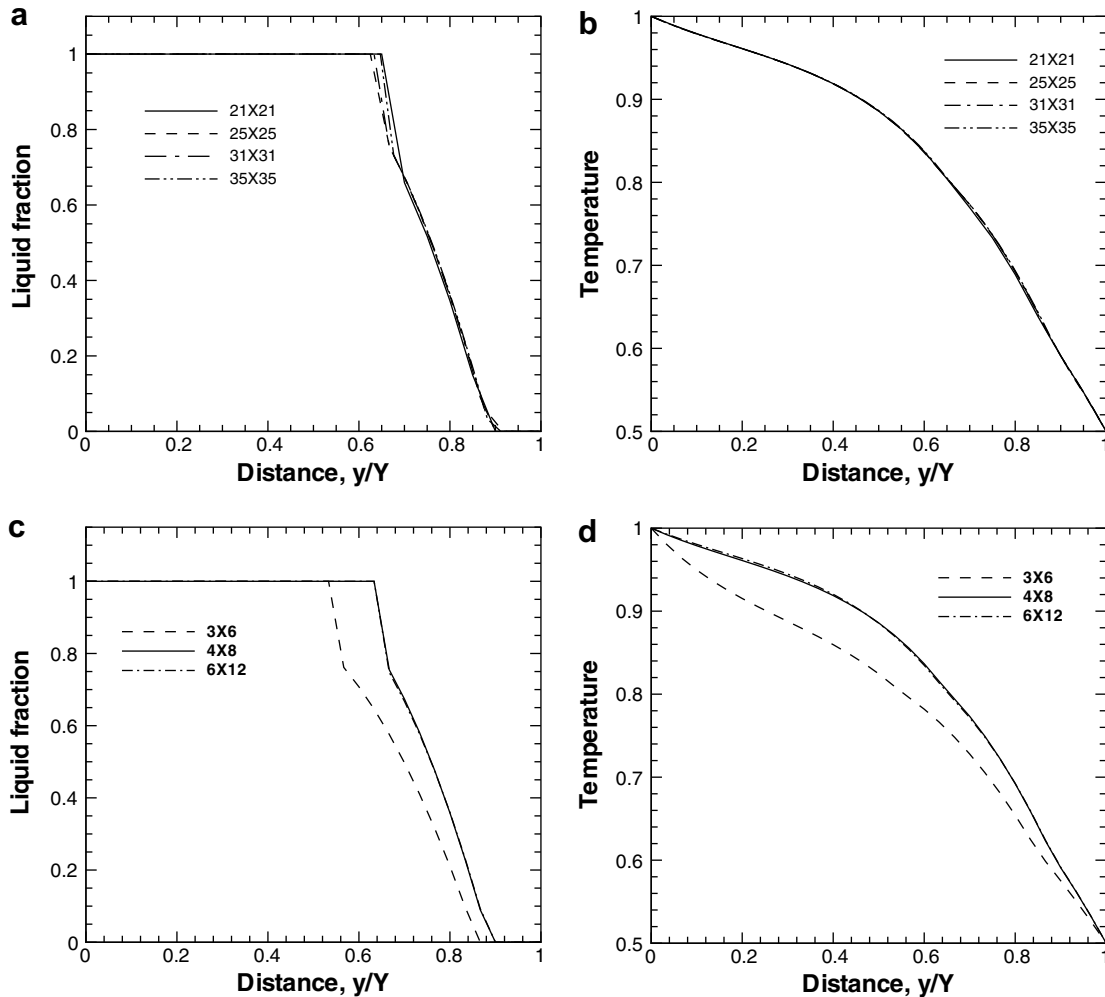 a
1
0.8
0.6
0.4
0.2
0
0 0.2 0.4 0.6 0.8 1
Liquid fraction
Distance, y/Y
21X21
25X25
31X31
35X35
b
1
0.9
0.8
0.7
0.6
0.5
0 0.2 0.4 0.6 0.8 1
Temperature
Distance, y/Y
21X21
25X25
31X31
35X35
c
1
0.8
0.6
0.4
0.2
0
0 0.2 0.4 0.6 0.8 1
Liquid fraction
Distance, y/Y
3X6
4X8
6X12
d
1
0.9
0.8
0.7
0.6
0.5
0 0.2 0.4 0.6 0.8 1
Temperature
Distance, y/Y
3X6
4X8
6X12